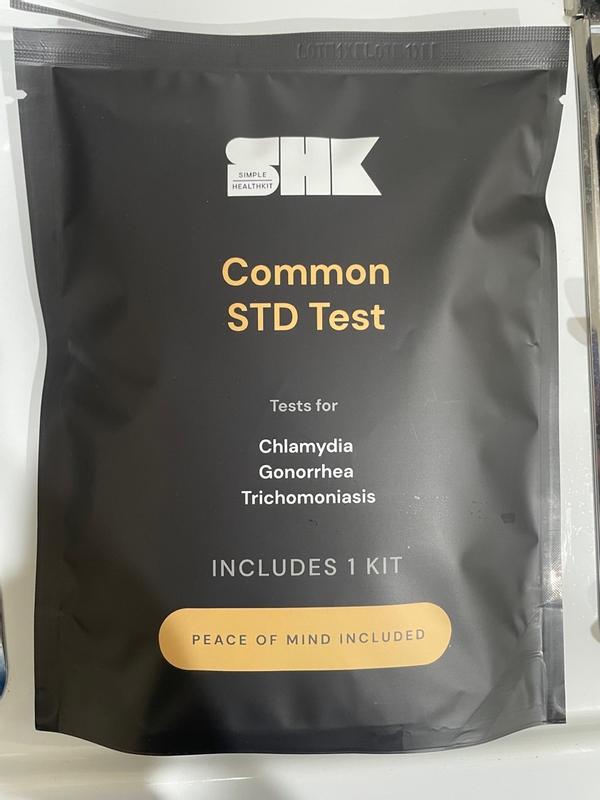 SHK
SIMPLE
HEALTHKIT
Common
STD Test
Tests for
Chlamydia
Gonorrhea
Trichomoniasis
INCLUDES 1 KIT
PEACE OF MIND INCLUDED